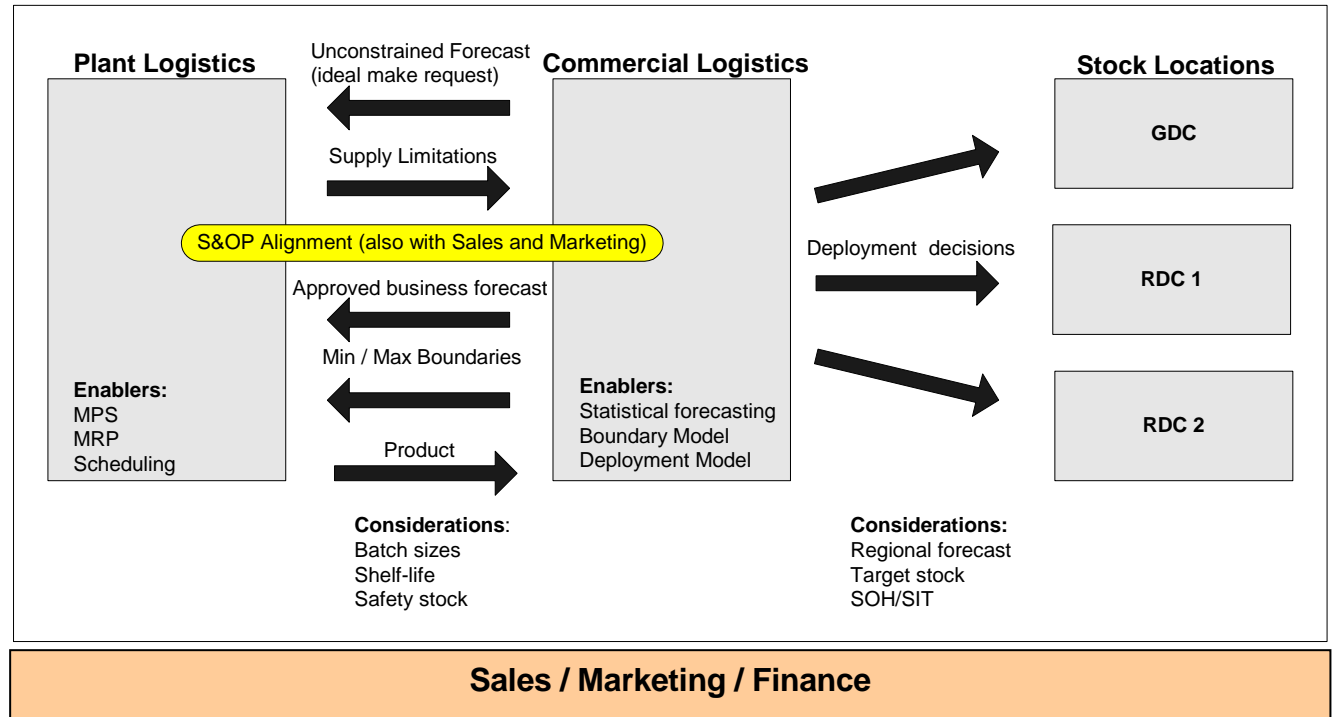 Plant Logistics
Unconstrained Forecast
(ideal make request)
Commercial Logistics
Stock Locations
Supply Limitations
S&OP Alignment (also with Sales and Marketing)
Approved business forecast
Min / Max Boundaries
Product
Enablers:
MPS
MRP
Scheduling
Enablers:
Statistical forecasting
Boundary Model
Deployment Model
Deployment  decisions
GDC
RDC 1
RDC 2
Considerations:
Batch sizes
Shelf-life
Safety stock
Considerations:
Regional forecast
Target stock
SOH/SIT
Sales / Marketing / Finance